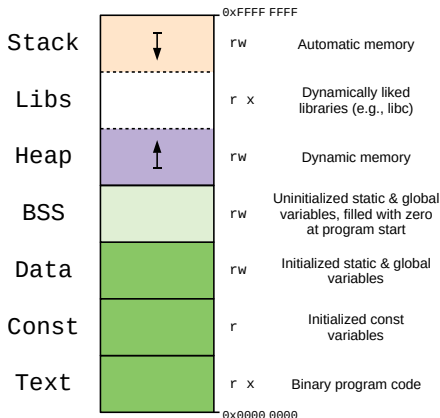 0xFFFF FFFF
Stack rw Automatic memory
Libs r x Dynamically liked
libraries (e.g., libc)
Heap rw Dynamic memory
BSS rw Uninitialized static & global
variables, filled with zero
at program start
Data rw Initialized static & global
variables
Const r Initialized const
variables
Text r x Binary program code
0x0000 0000